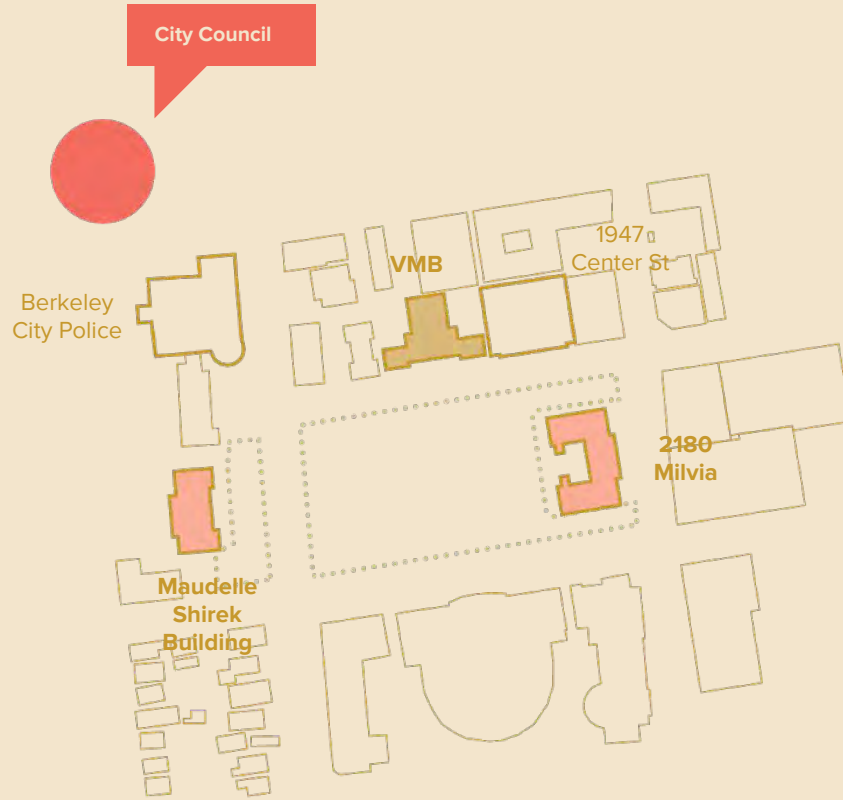 City Council
1947
Center St
VMB
Berkeley
City Police
2180
Milvia
Maudelle
Shirek
Building